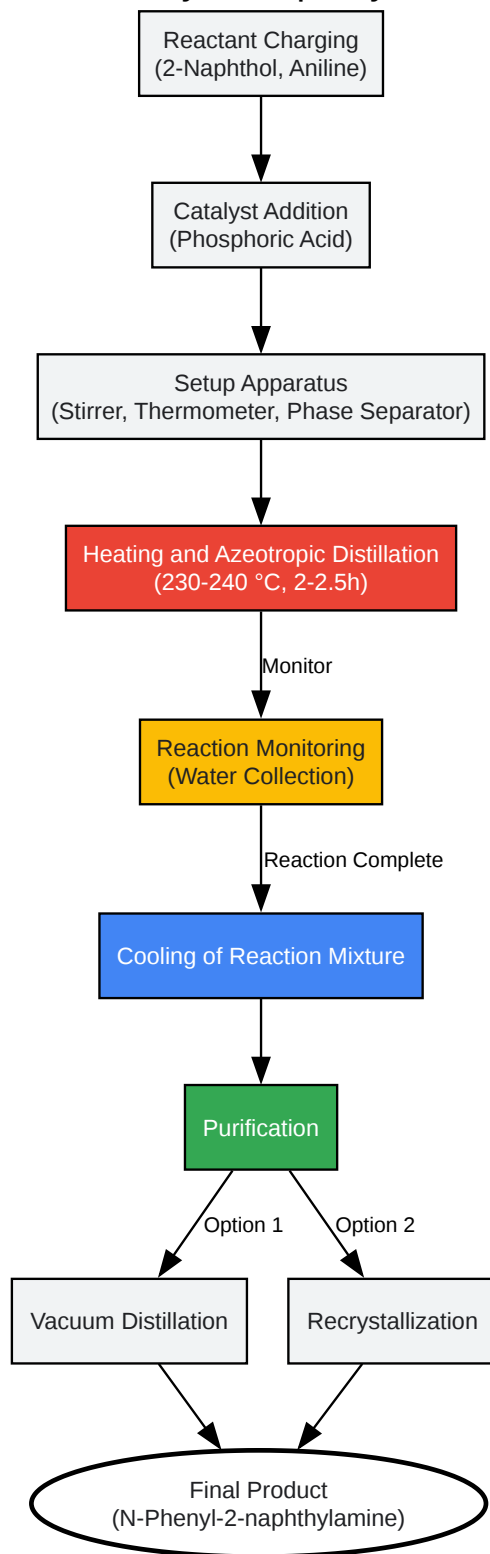 Reactant Charging
(2-Naphthol, Aniline)
Catalyst Addition
(Phosphoric Acid)
Setup Apparatus
(Stirrer, Thermometer, Phase Separator)
Heating and Azeotropic Distillation
(230-240 °C, 2-2.5h)
Monitor
Reaction Monitoring
(Water Collection)
Reaction Complete
Cooling of Reaction Mixture
Purification
Option 1
Option 2
Vacuum Distillation
Recrystallization
Final Product
(N-Phenyl-2-naphthylamine)